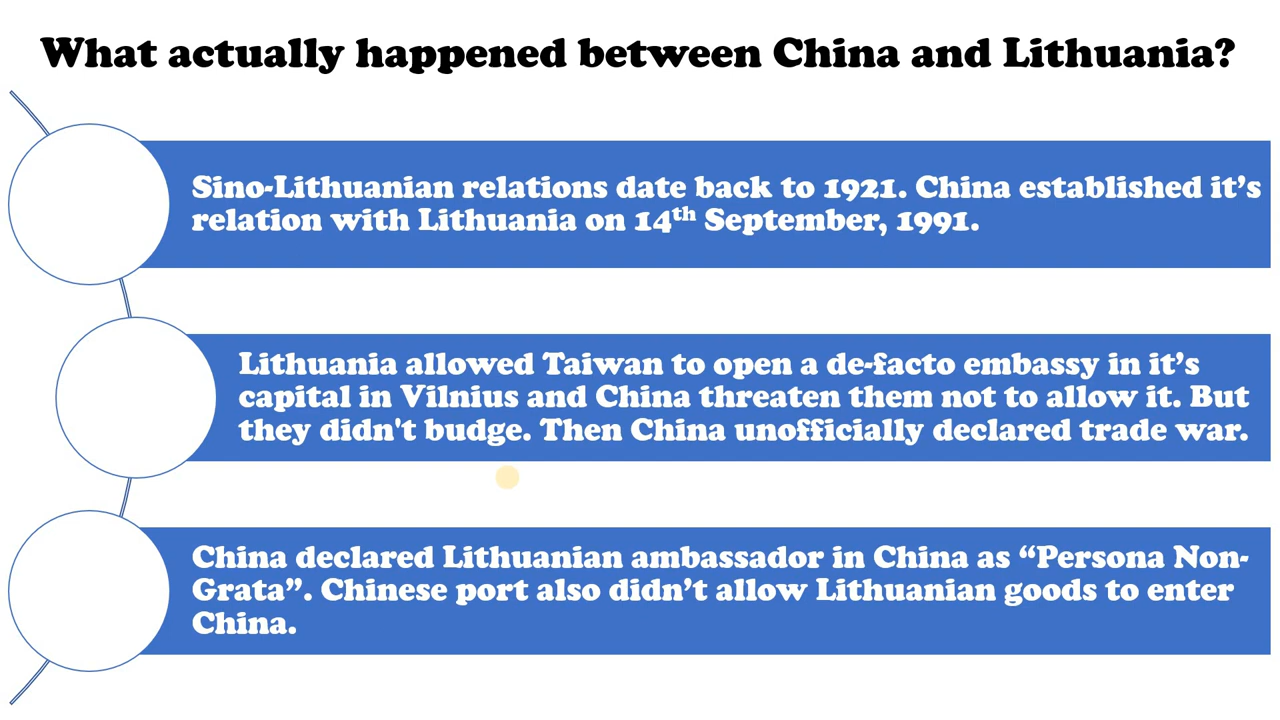 What actually happened between China and Lithuania?
Sino-Lithuanian relations date back to 1921. China established it’s
relation with Lithuania on 14th September, 1991.
Lithuania allowed Taiwan to open a de-facto embassy in it’s
capital in Vilnius and China threaten them not to allow it. But
they didn't budge. Then China unofficially declared trade war.
China declared Lithuanian ambassador in China as “Persona Non-
Grata”. Chinese port also didn’t allow Lithuanian goods to enter
China.